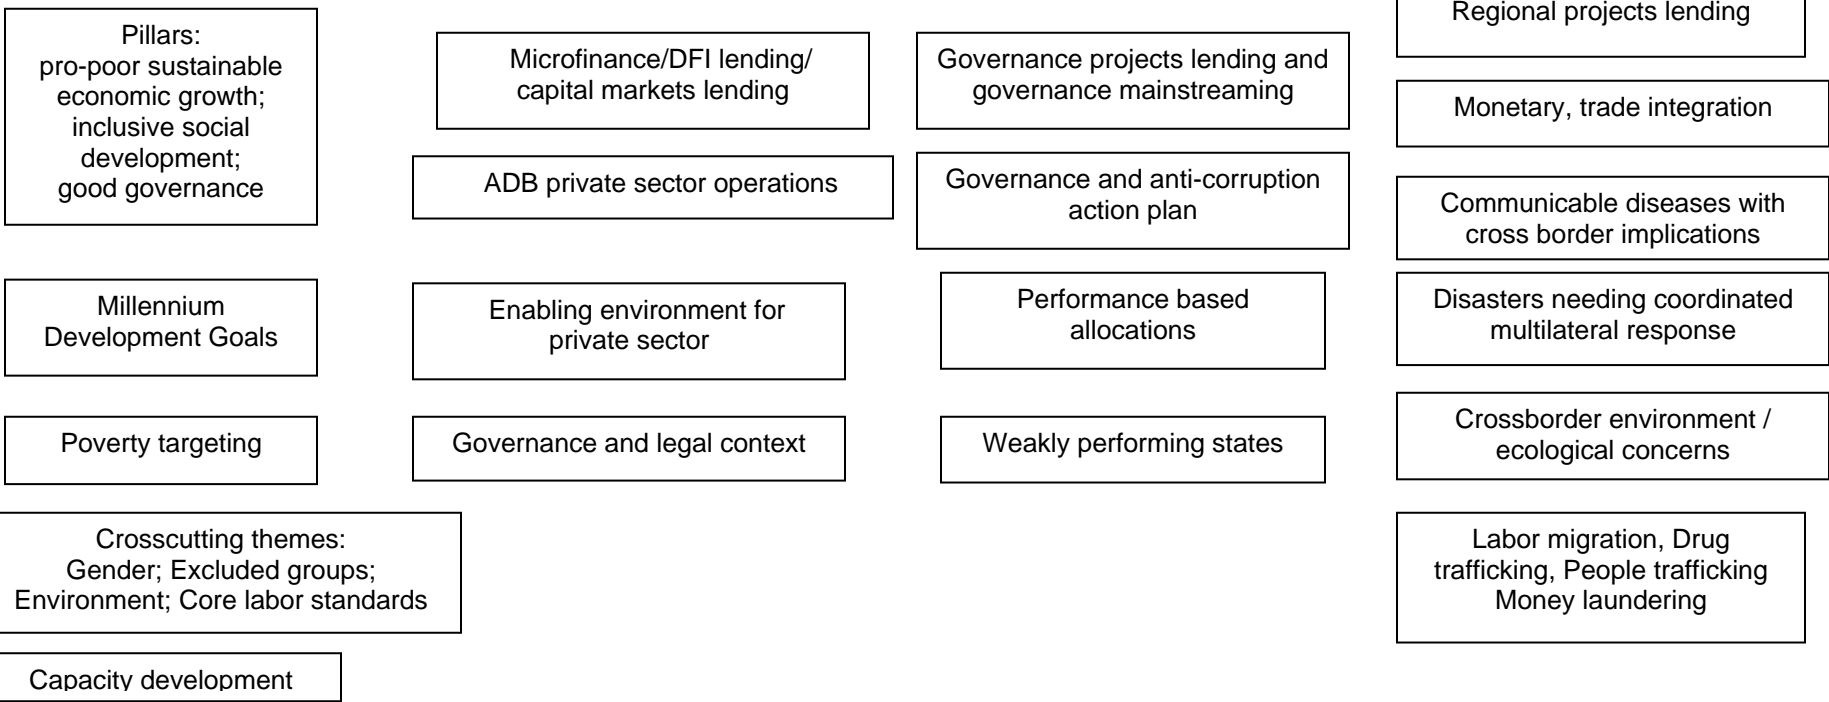 Pillars:
pro-poor sustainable
economic growth;
inclusive social
development;
good governance
Millennium
Development Goals
Poverty targeting
Crosscutting themes:
Gender; Excluded groups;
Environment; Core labor standards
Capacity development
Microfinance/DFI lending/
capital markets lending
ADB private sector operations
Enabling environment for
private sector
Governance and legal context
Governance projects lending and
governance mainstreaming
Governance and anti-corruption
action plan
Performance based
allocations
Weakly performing states
Regional projects lending
Monetary, trade integration
Communicable diseases with
cross border implications
Disasters needing coordinated
multilateral response
Crossborder environment /
ecological concerns
Labor migration, Drug
trafficking, People trafficking
Money laundering